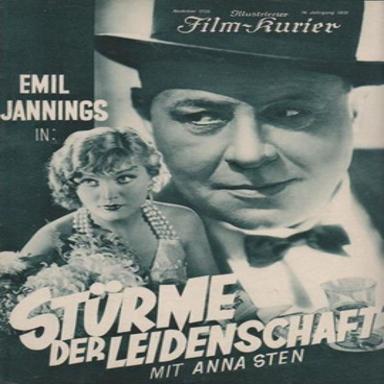 Illustrierter
Film-Kurier
EMIL
JANNINGS
IN:
STÜRME
DER LEIDENSCHAFT
MIT ANNA STEN